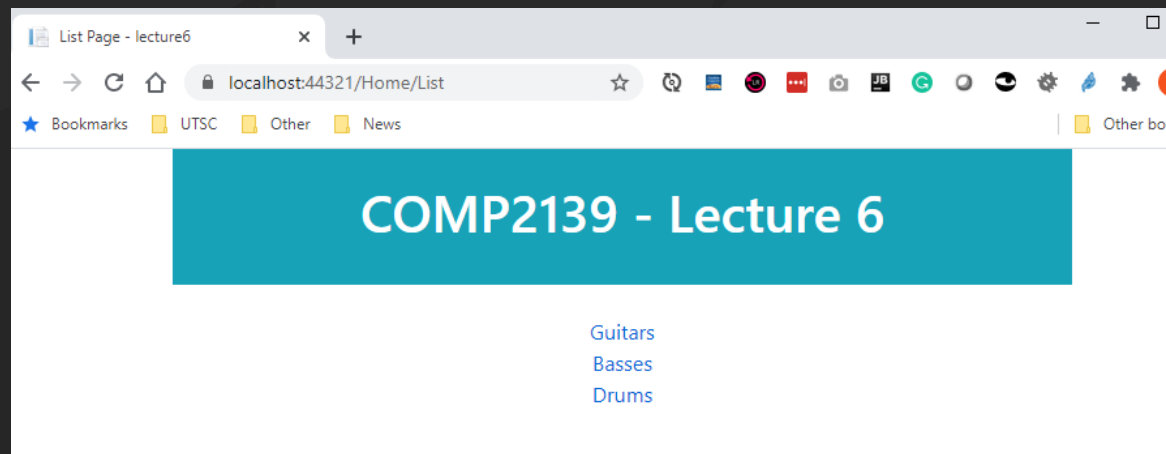 List Page - lecture6
localhost:44321/Home/List
JB
G
Bookmarks UTSC Other News Other bo
COMP2139 - Lecture 6
Guitars
Basses
Drums